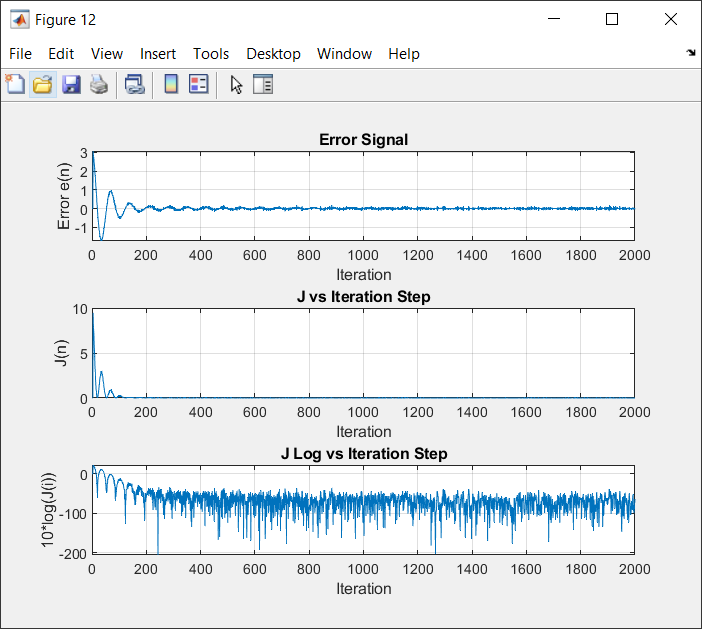 Figure 12
File Edit View Insert Tools Desktop Window Help
Error Signal
Error e(n)
3
2
1
0
-1
0 200 400 600 800 1000 1200 1400 1600 1800 2000
Iteration
J vs Iteration Step
J(n)
10
5
0
0 200 400 600 800 1000 1200 1400 1600 1800 2000
Iteration
J Log vs Iteration Step
10*log(J(i))
0
-100
-200
0 200 400 600 800 1000 1200 1400 1600 1800 2000
Iteration